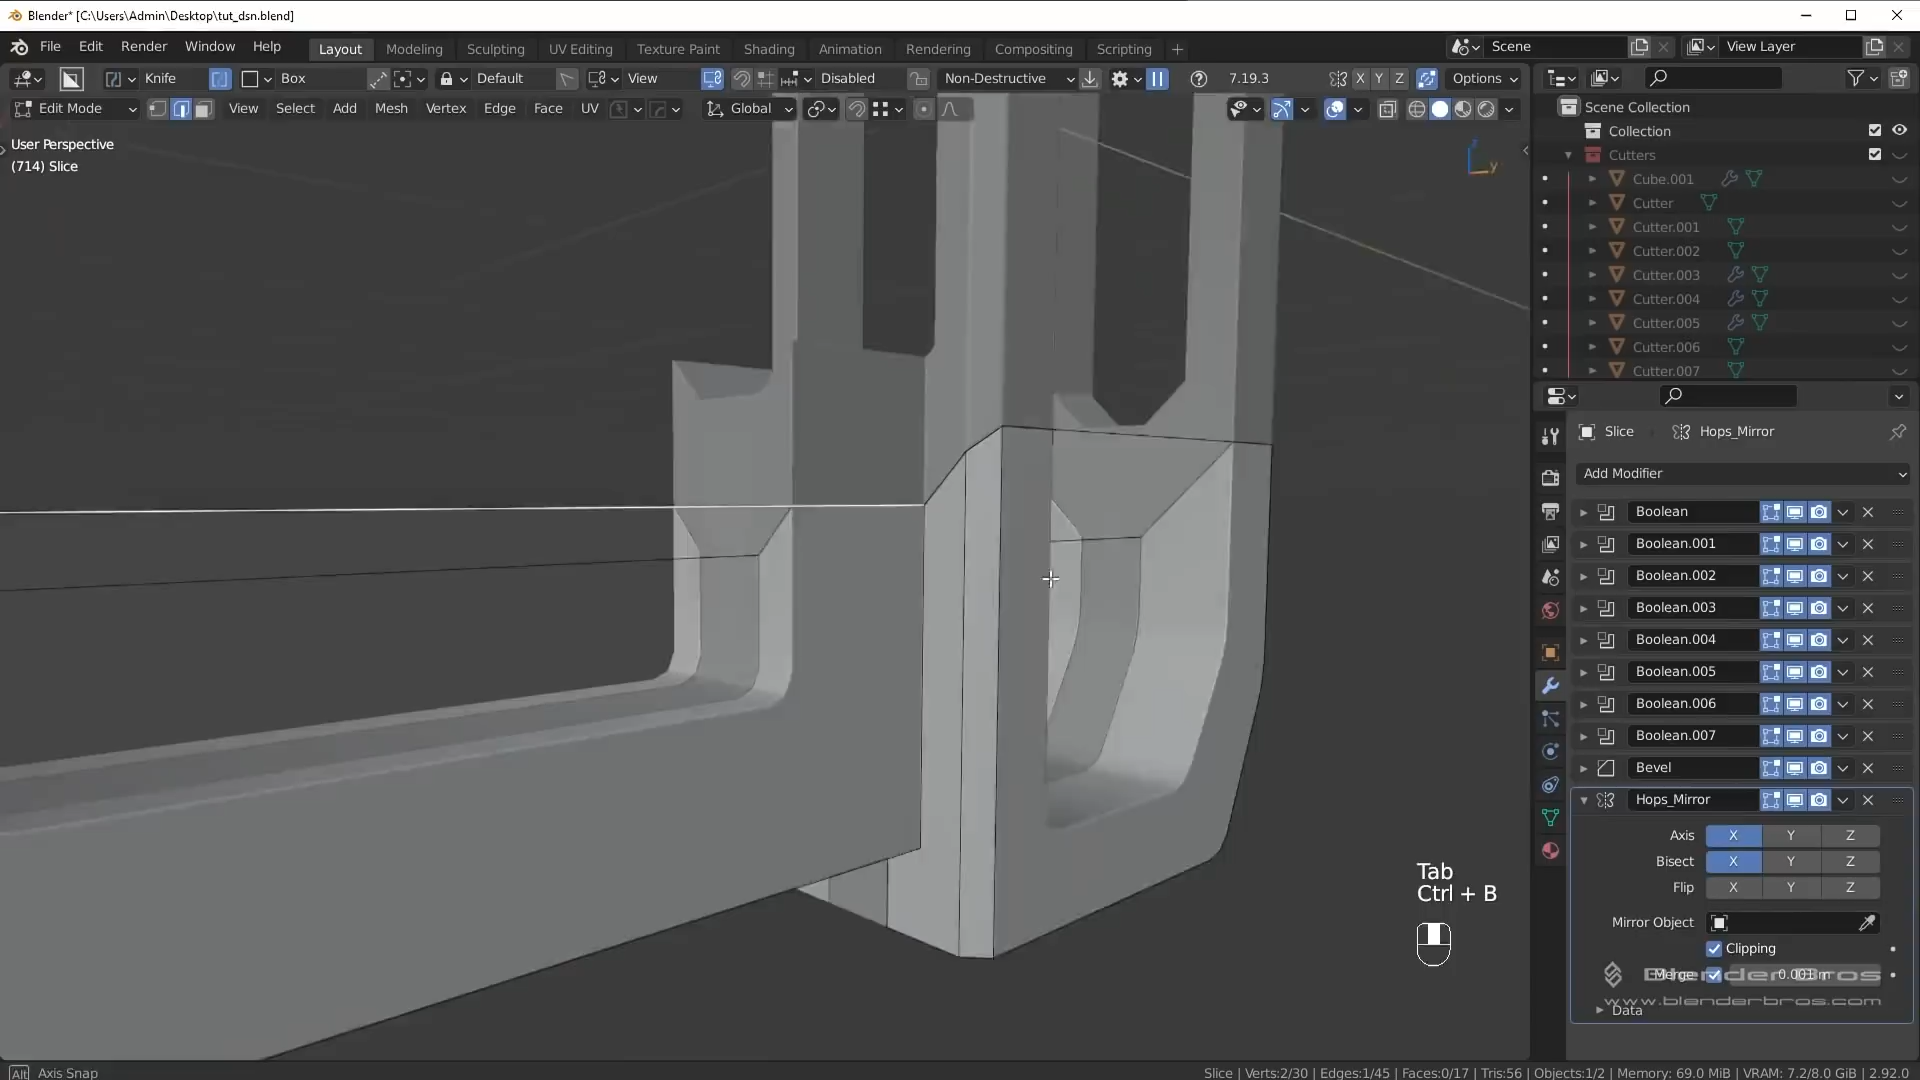 Blender* [C:\Users\Admin\Desktop\tut_dsn.blend]
File Edit Render Window Help Layout Modeling Sculpting UV Editing Texture Paint Shading Animation Rendering Compositing Scripting + Scene View Layer
Knife Box Default View Disabled Non-Destructive 7.19.3 X Y Z Options
Edit Mode View Select Add Mesh Vertex Edge Face UV Global
User Perspective
(714) Slice
Z
Y
Scene Collection
Collection
Cutters
Cube.001
Cutter
Cutter.001
Cutter.002
Cutter.003
Cutter.004
Cutter.005
Cutter.006
Cutter.007
Slice Hops_Mirror
Add Modifier
Boolean
Boolean.001
Boolean.002
Boolean.003
Boolean.004
Boolean.005
Boolean.006
Boolean.007
Bevel
Hops_Mirror
Axis X Y Z
Bisect X Y Z
Flip X Y Z
Mirror Object
Clipping
Merge 0.001 m
Blender Bros
www.blenderbros.com
Data
Tab
Ctrl + B
Alt Axis Snap
Slice | Verts:2/30 | Edges:1/45 | Faces:0/17 | Tris:56 | Objects:1/2 | Memory: 69.0 MiB | VRAM: 7.2/8.0 GiB | 2.92.0